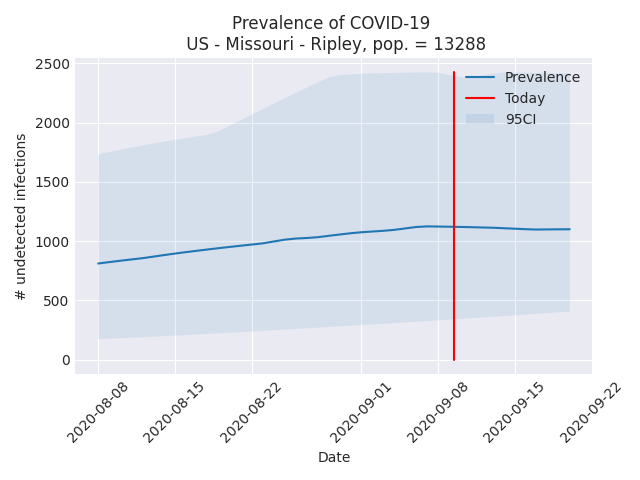 Prevalence of COVID-19
US - Missouri - Ripley, pop. = 13288
Prevalence
Today
95CI
2500
2000
1500
1000
500
0
# undetected infections
2020-08-08
2020-08-15
2020-08-22
2020-09-01
2020-09-08
2020-09-15
2020-09-22
Date